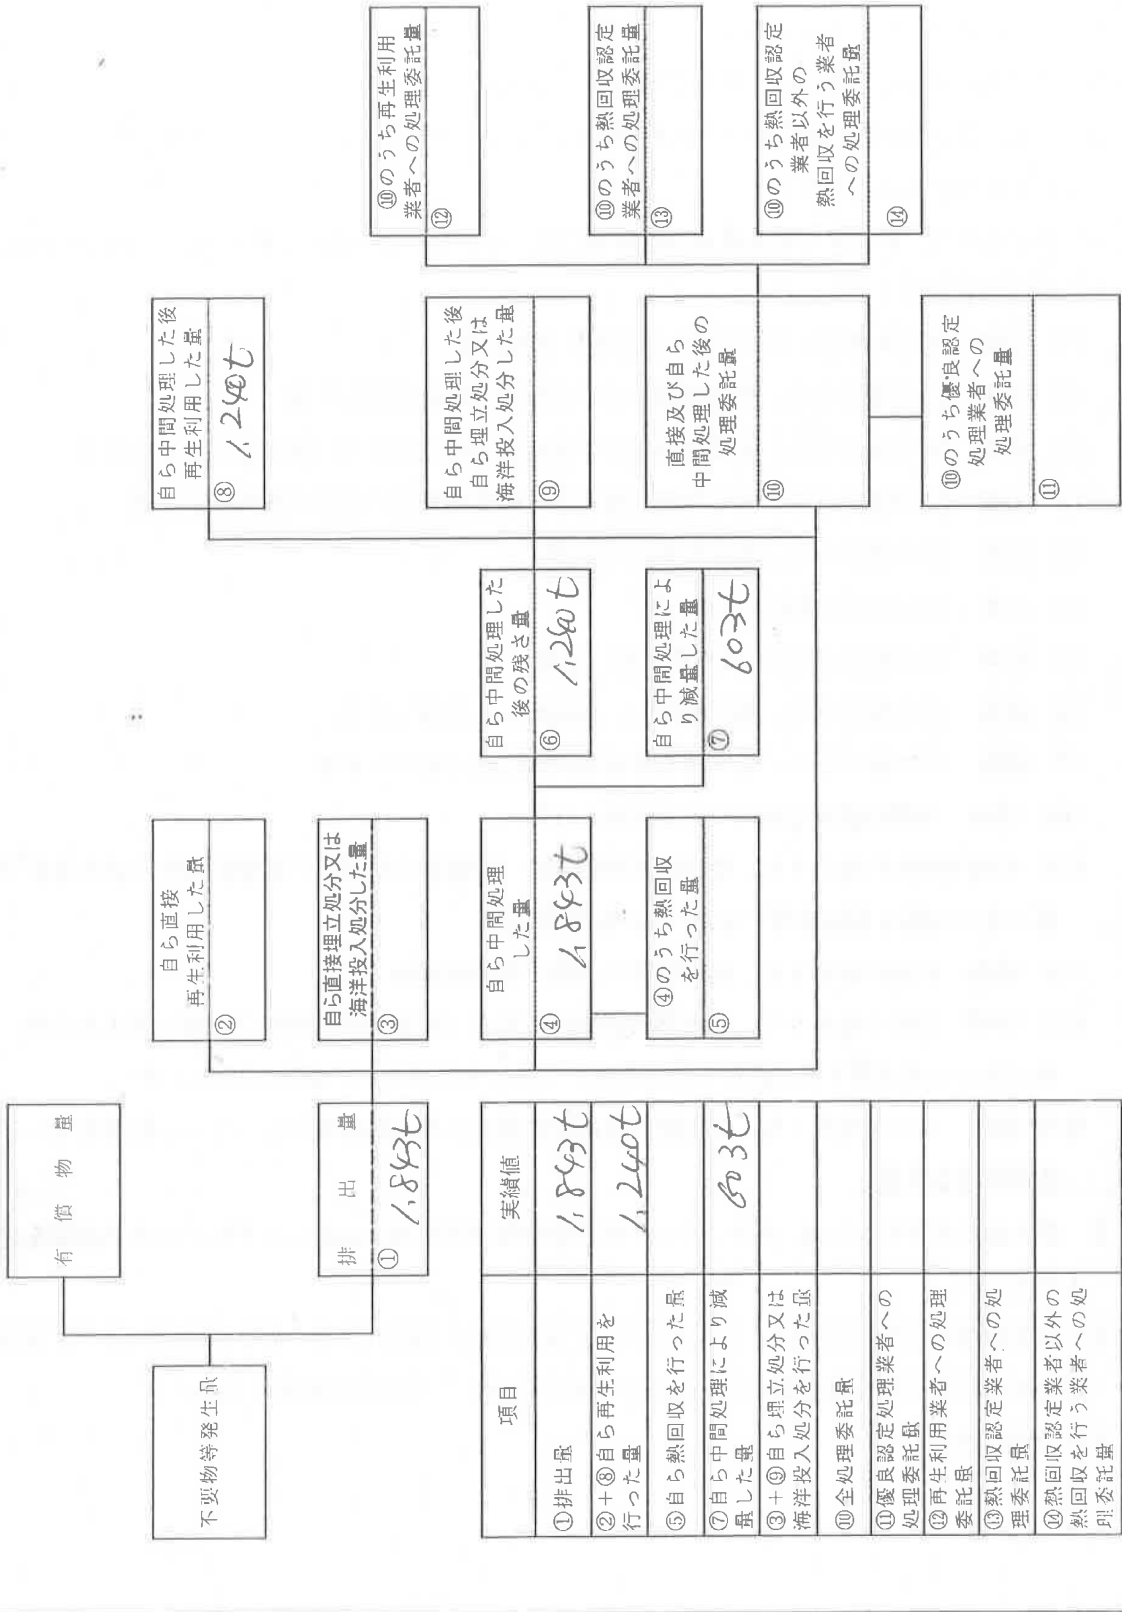 不要物等発生量
有償物量
排出量
①
1,843t
自ら直接
再生利用した量
②
自ら直接埋立処分又は
海洋投入処分した量
③
自ら中間処理
した量
④
1,843t
④のうち熱回収
を行った量
⑤
自ら中間処理した
後の残さ量
⑥
1,240t
自ら中間処理によ
り減量した量
⑦
603t
自ら中間処理した後
再生利用した量
⑧
1,240t
自ら中間処理した後
自ら埋立処分又は
海洋投入処分した量
⑨
直接及び自ら
中間処理した後の
処理委託量
⑩
⑩のうち優良認定
処理業者への
処理委託量
⑪
⑩のうち再生利用
業者への処理委託量
⑫
⑩のうち熱回収認定
業者への処理委託量
⑬
⑩のうち熱回収認定
業者以外の
熱回収を行う業者
への処理委託量
⑭
項目 実績値
①排出量 1,843t
②+⑧自ら再生利用を
行った量 1,240t
⑤自ら熱回収を行った量
⑦自ら中間処理により減
量した量 603t
③+⑨自ら埋立処分又は
海洋投入処分を行った量
⑩全処理委託量
⑪優良認定処理業者への
処理委託量
⑫再生利用業者への処理
委託量
⑬熱回収認定業者への処
理委託量
⑭熱回収認定業者以外の
熱回収を行う業者への処
理委託量